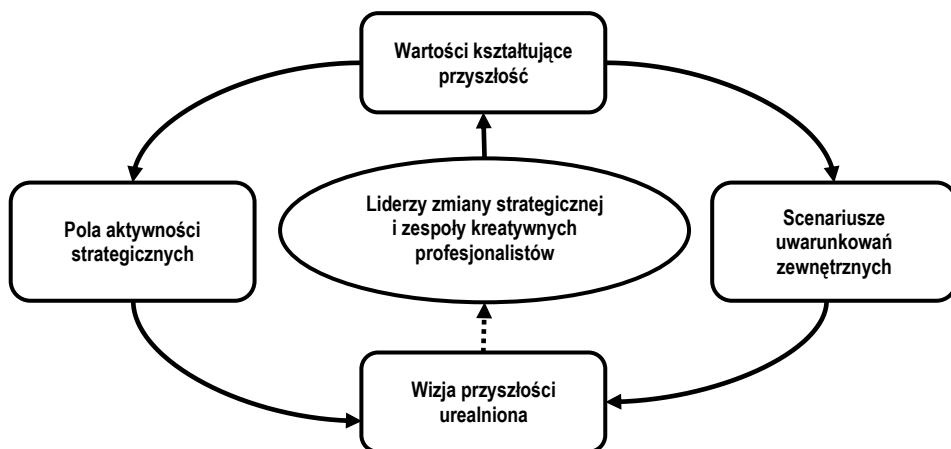 Wartości kształtujące
przyszłość
Liderzy zmiany strategicznej
i zespoły kreatywnych
profesjonalistów
Pola aktywności
strategicznych
Scenariusze
uwarunkowań
zewnętrznych
Wizja przyszłości
urealniona